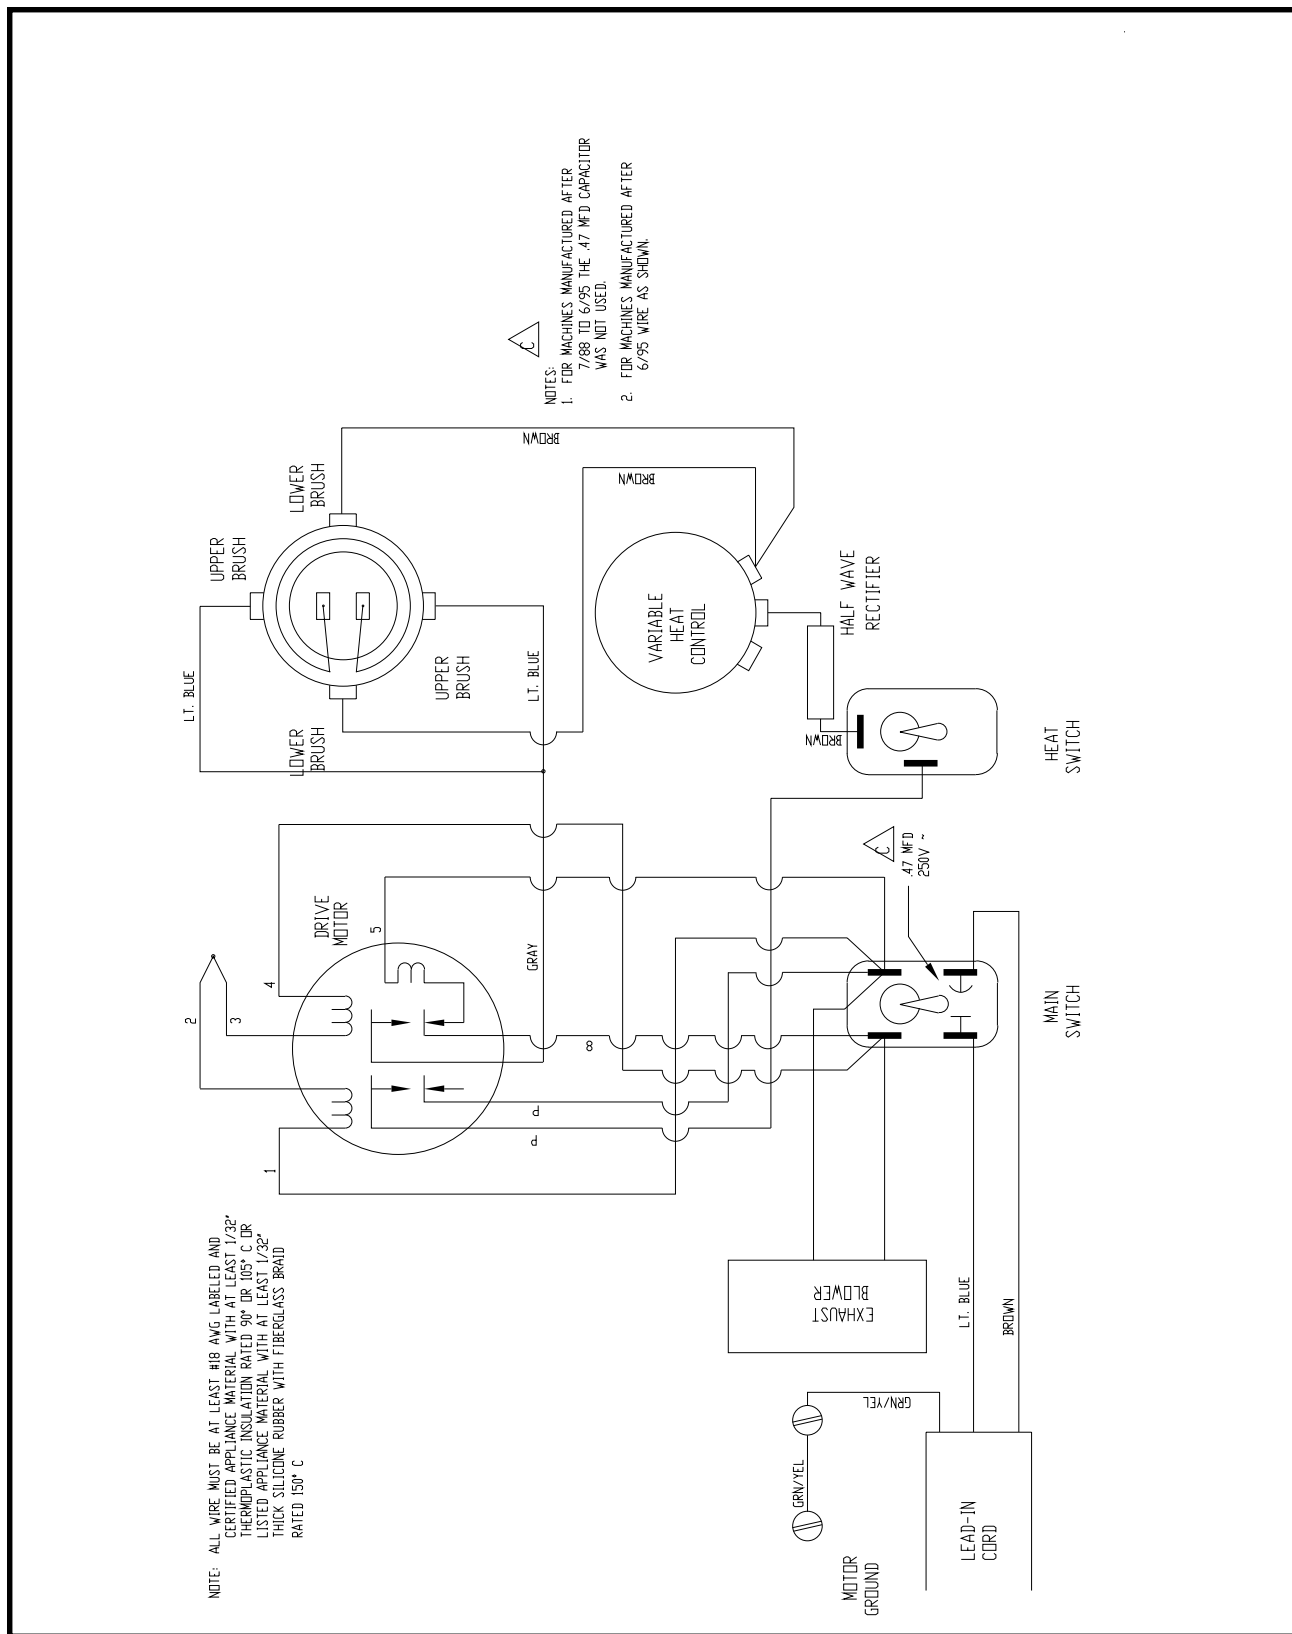 NOTE: ALL WIRE MUST BE AT LEAST #18 AWG LABELED AND
CERTIFIED APPLIANCE MATERIAL WITH AT LEAST 1/32"
THERMOPLASTIC INSULATION RATED 90° OR 105° C OR
LISTED APPLIANCE MATERIAL WITH AT LEAST 1/32"
THICK SILICONE RUBBER WITH FIBERGLASS BRAID
RATED 150° C
1
2
3
4
DRIVE
MOTOR
5
GRAY
8
P
P
LT. BLUE
LOWER
BRUSH
UPPER
BRUSH
UPPER
BRUSH
LOWER
BRUSH
LT. BLUE
BROWN
BROWN
C
NOTES:
1. FOR MACHINES MANUFACTURED AFTER
7/88 TO 6/95 THE .47 MFD CAPACITOR
WAS NOT USED.
2. FOR MACHINES MANUFACTURED AFTER
6/95 WIRE AS SHOWN.
VARIABLE
HEAT
CONTROL
HALF WAVE
RECTIFIER
BROWN
HEAT
SWITCH
C
.47 MFD
250V ~
MAIN
SWITCH
EXHAUST
BLOWER
LT. BLUE
BROWN
GRN/YEL
GRN/YEL
MOTOR
GROUND
LEAD-IN
CORD